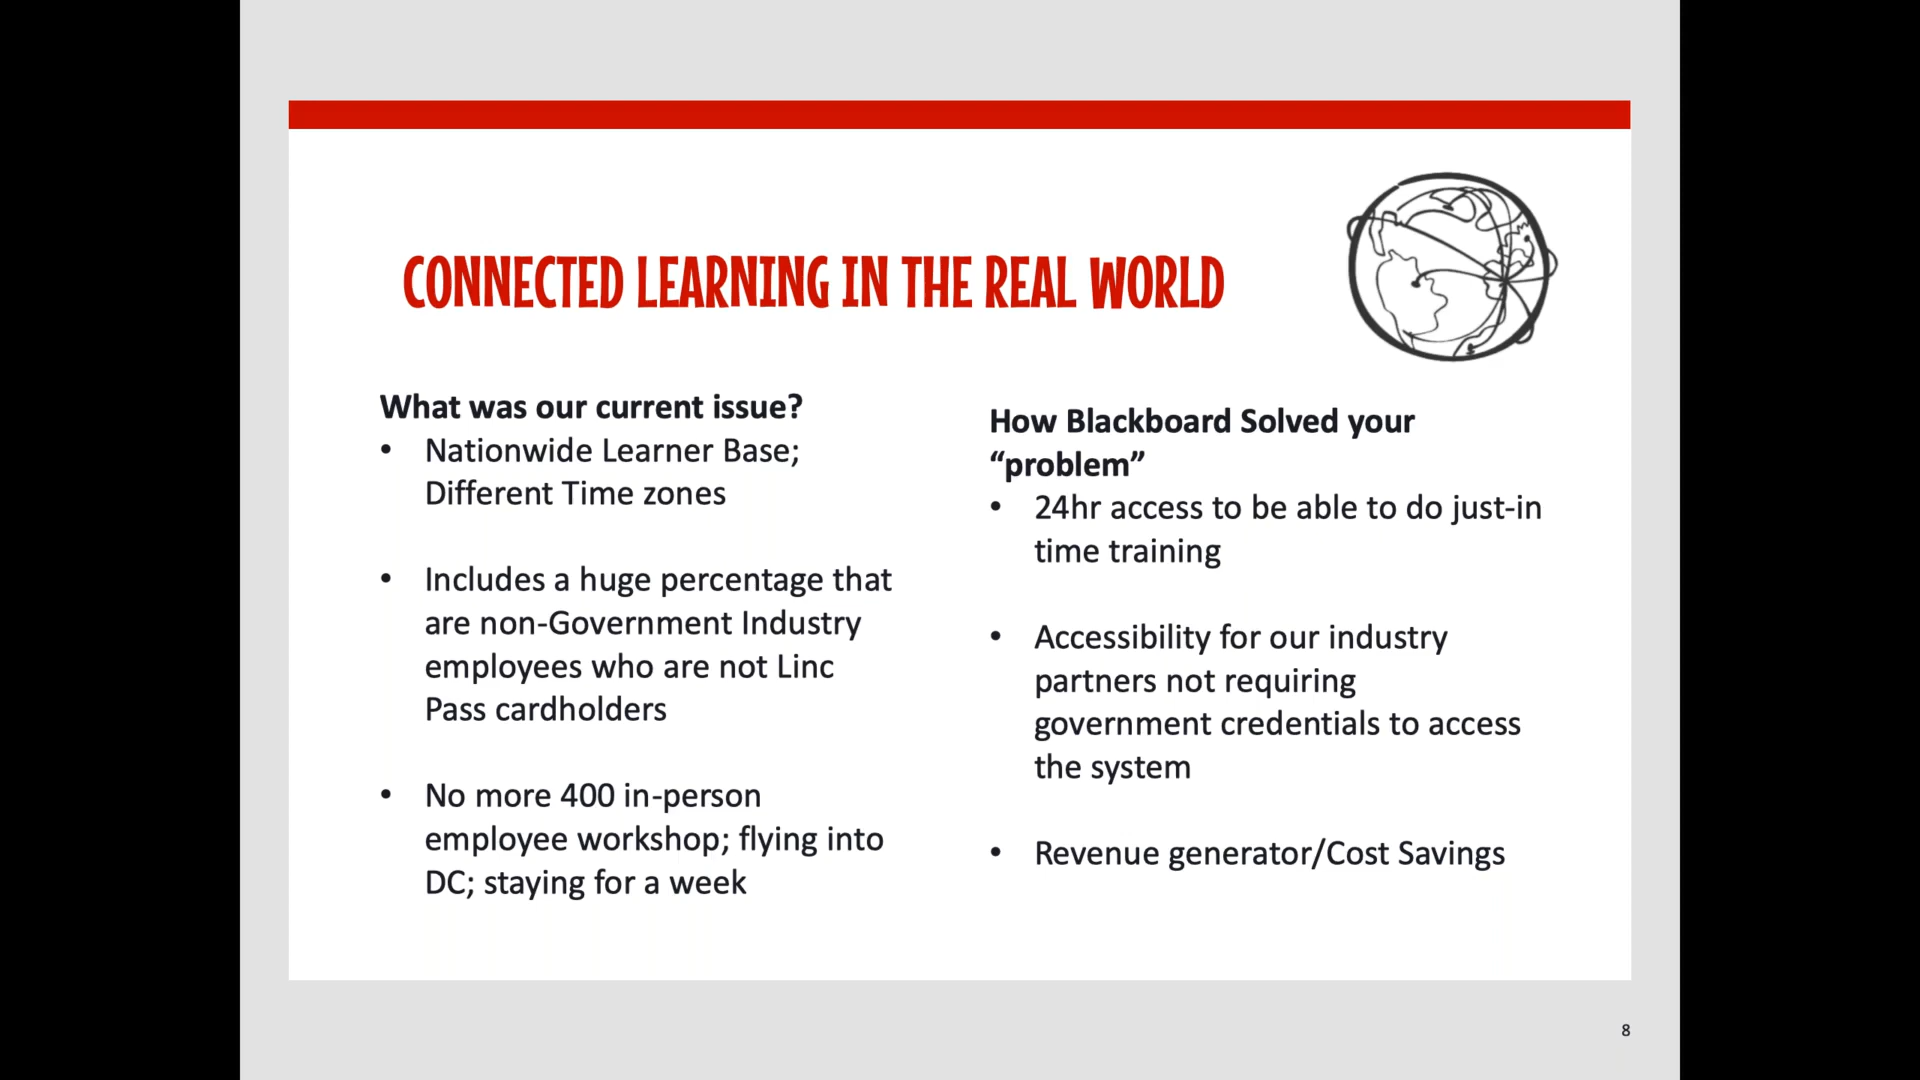 CONNECTED LEARNING IN THE REAL WORLD
What was our current issue?
• Nationwide Learner Base;
Different Time zones
• Includes a huge percentage that
are non-Government Industry
employees who are not Linc
Pass cardholders
• No more 400 in-person
employee workshop; flying into
DC; staying for a week
How Blackboard Solved your
“problem”
• 24hr access to be able to do just-in
time training
• Accessibility for our industry
partners not requiring
government credentials to access
the system
• Revenue generator/Cost Savings
8